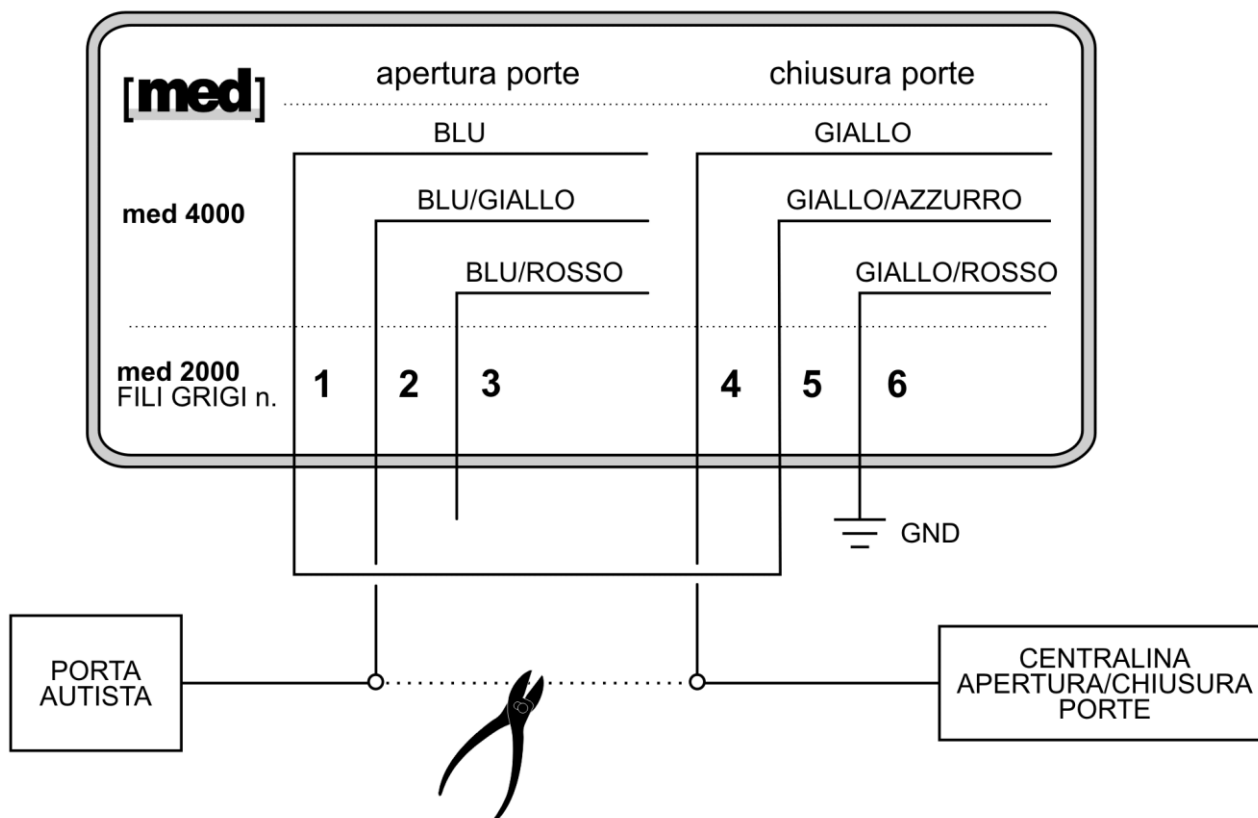 [med]
apertura porte
chiusura porte
BLU
GIALLO
med 4000
BLU/GIALLO
GIALLO/AZZURRO
BLU/ROSSO
GIALLO/ROSSO
med 2000
FILI GRIGI n.
1
2
3
4
5
6
GND
PORTA
AUTISTA
CENTRALINA
APERTURA/CHIUSURA
PORTE